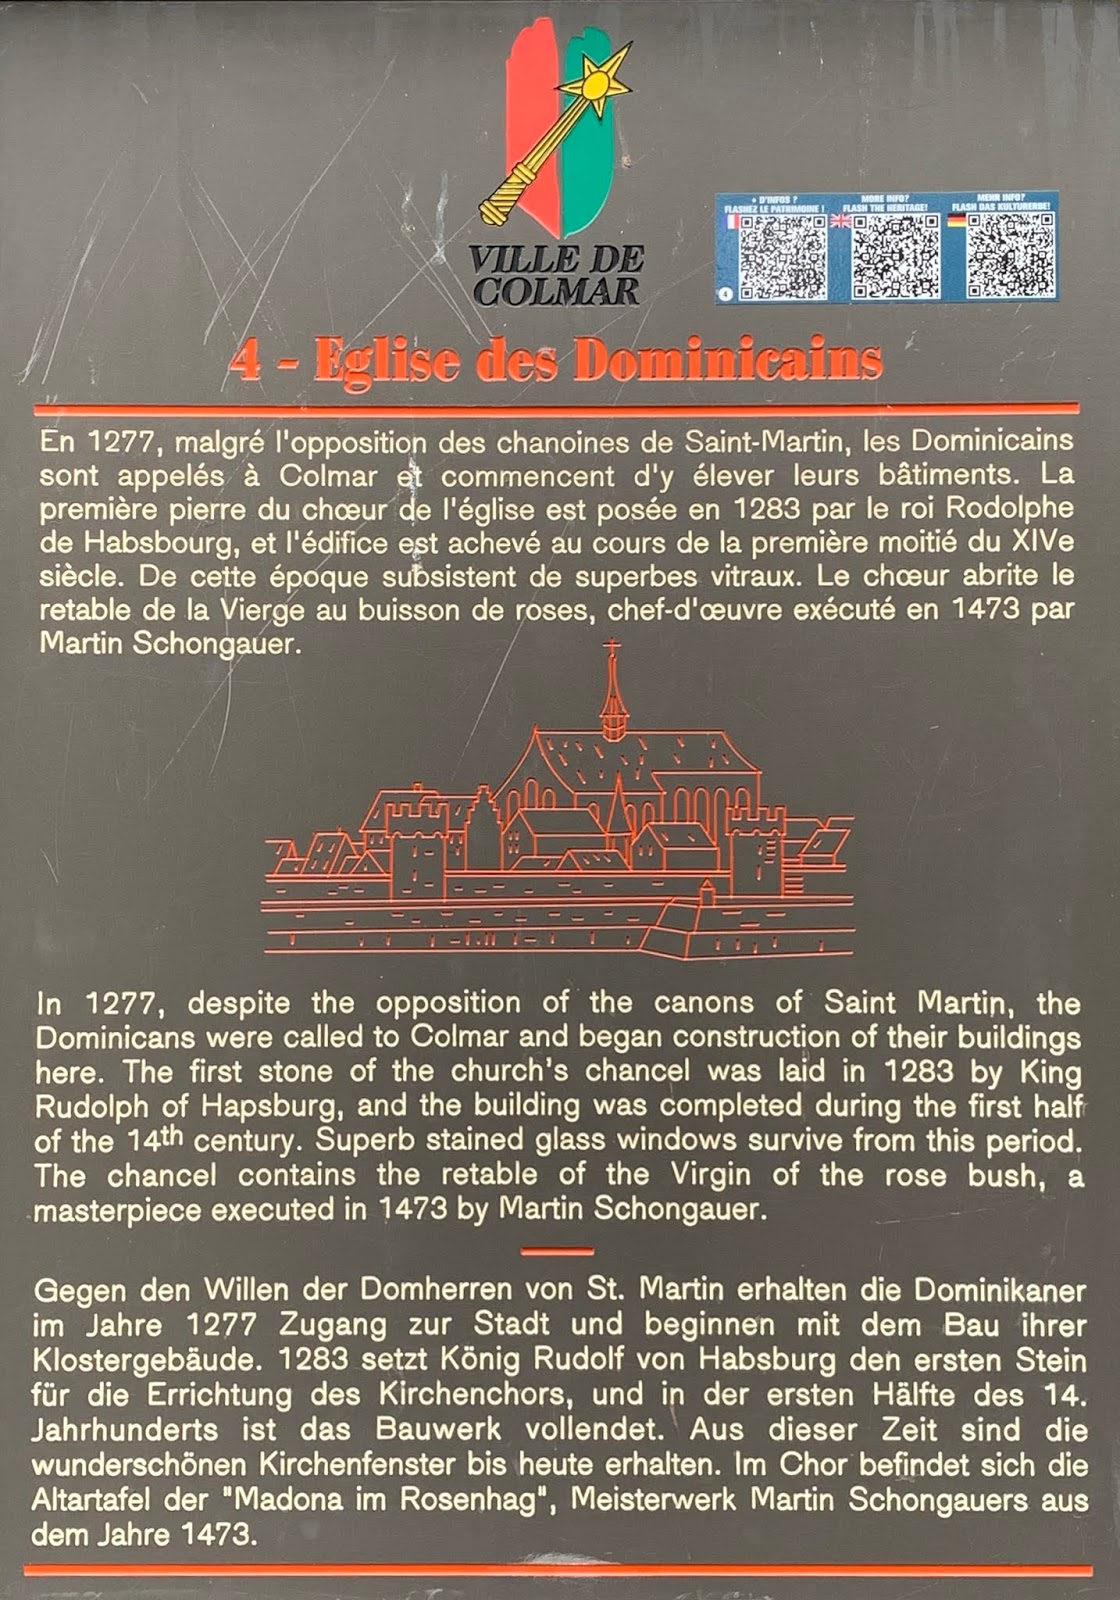 VILLE DE
COLMAR
+ D'INFOS ?
FLASHEZ LE PATRIMOINE !
MORE INFO?
FLASH THE HERITAGE!
MEHR INFO?
FLASH DAS KULTURERBE!
4
4 - Eglise des Dominicains
En 1277, malgré l'opposition des chanoines de Saint-Martin, les Dominicains
sont appelés à Colmar et commencent d'y élever leurs bâtiments. La
première pierre du chœur de l'église est posée en 1283 par le roi Rodolphe
de Habsbourg, et l'édifice est achevé au cours de la première moitié du XIVe
siècle. De cette époque subsistent de superbes vitraux. Le chœur abrite le
retable de la Vierge au buisson de roses, chef-d'œuvre exécuté en 1473 par
Martin Schongauer.
In 1277, despite the opposition of the canons of Saint Martin, the
Dominicans were called to Colmar and began construction of their buildings
here. The first stone of the church's chancel was laid in 1283 by King
Rudolph of Hapsburg, and the building was completed during the first half
of the 14th century. Superb stained glass windows survive from this period.
The chancel contains the retable of the Virgin of the rose bush, a
masterpiece executed in 1473 by Martin Schongauer.
Gegen den Willen der Domherren von St. Martin erhalten die Dominikaner
im Jahre 1277 Zugang zur Stadt und beginnen mit dem Bau ihrer
Klostergebäude. 1283 setzt König Rudolf von Habsburg den ersten Stein
für die Errichtung des Kirchenchors, und in der ersten Hälfte des 14.
Jahrhunderts ist das Bauwerk vollendet. Aus dieser Zeit sind die
wunderschönen Kirchenfenster bis heute erhalten. Im Chor befindet sich die
Altartafel der "Madona im Rosenhag", Meisterwerk Martin Schongauers aus
dem Jahre 1473.